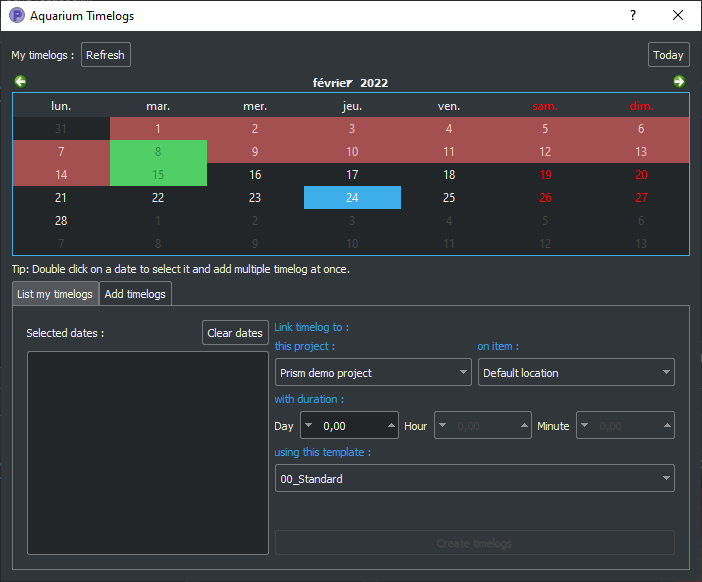 P Aquarium Timelogs ?
My timelogs : Refresh Today
février 2022
lun. mar. mer. jeu. ven. sam. dim.
31 1 2 3 4 5 6
7 8 9 10 11 12 13
14 15 16 17 18 19 20
21 22 23 24 25 26 27
28 1 2 3 4 5 6
7 8 9 10 11 12 13
Tip: Double click on a date to select it and add multiple timelog at once.
List my timelogs Add timelogs
Selected dates : Clear dates
Link timelog to :
this project : on item :
Prism demo project Default location
with duration :
Day 0,00 Hour 0,00 Minute 0,00
using this template :
00_Standard
Create timelogs